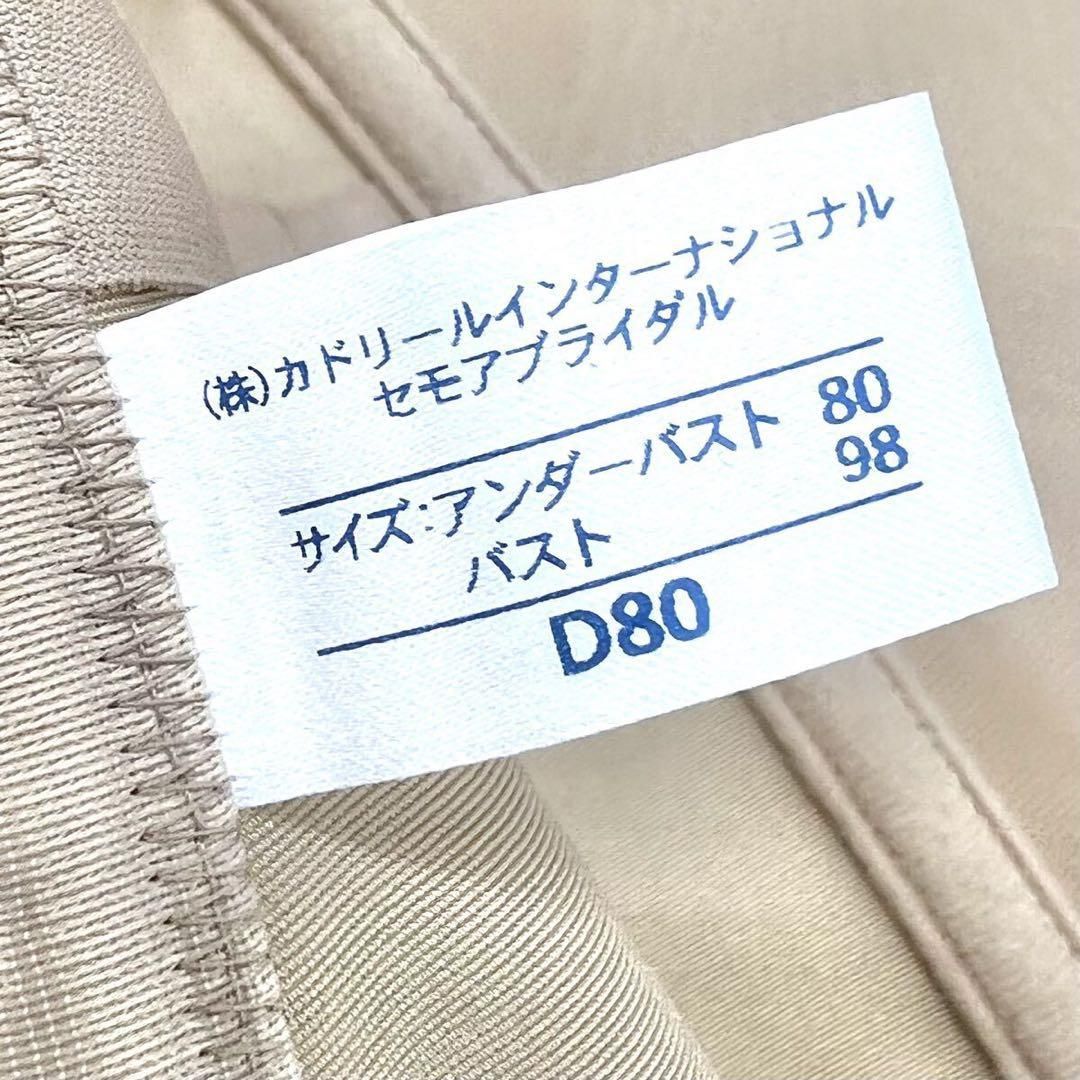 (株)カドリールインターナショナル
セモアブライダル
サイズ:アンダーバスト 80
バスト 98
D80